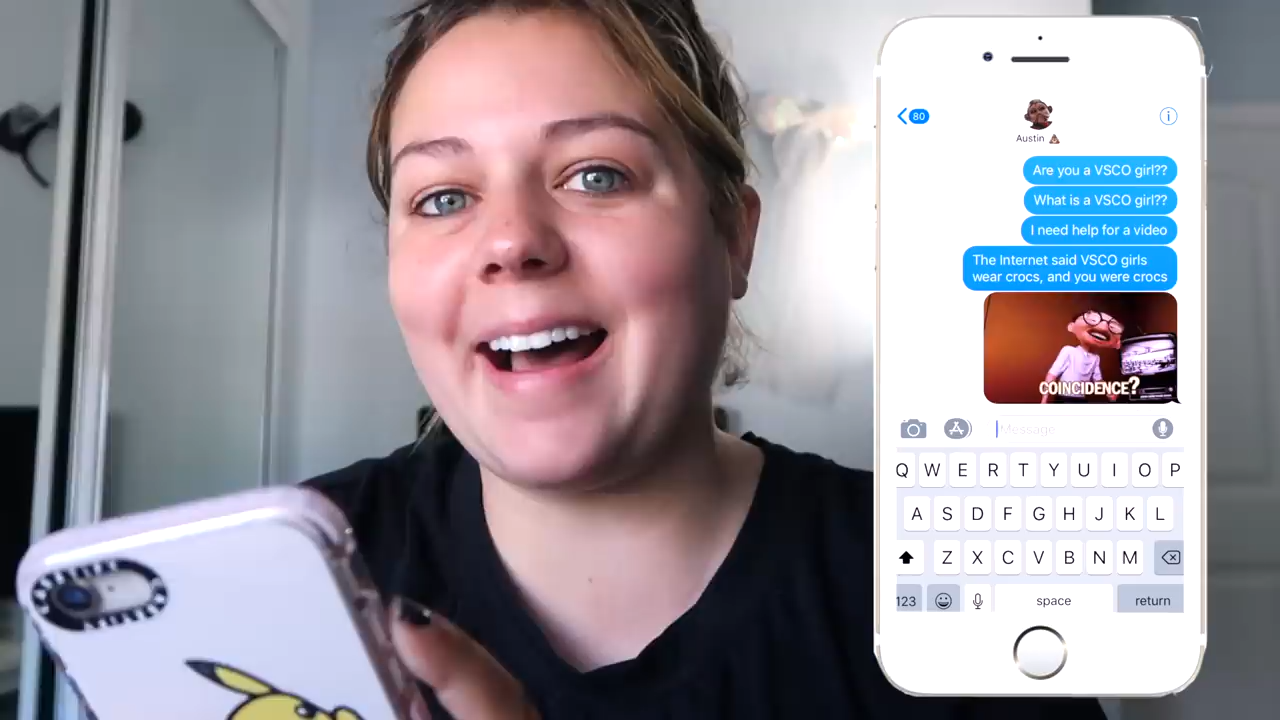 80
Austin
Are you a VSCO girl??
What is a VSCO girl??
I need help for a video
The Internet said VSCO girls
wear crocs, and you were crocs
COINCIDENCE?
Message
Q W E R T Y U I O P
A S D F G H J K L
Z X C V B N M
123
space
return